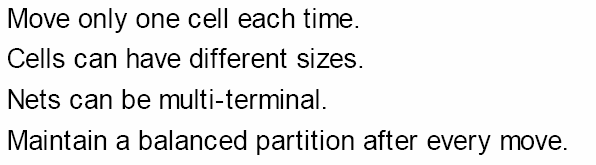 Move only one cell each time.
Cells can have different sizes.
Nets can be multi-terminal.
Maintain a balanced partition after every move.